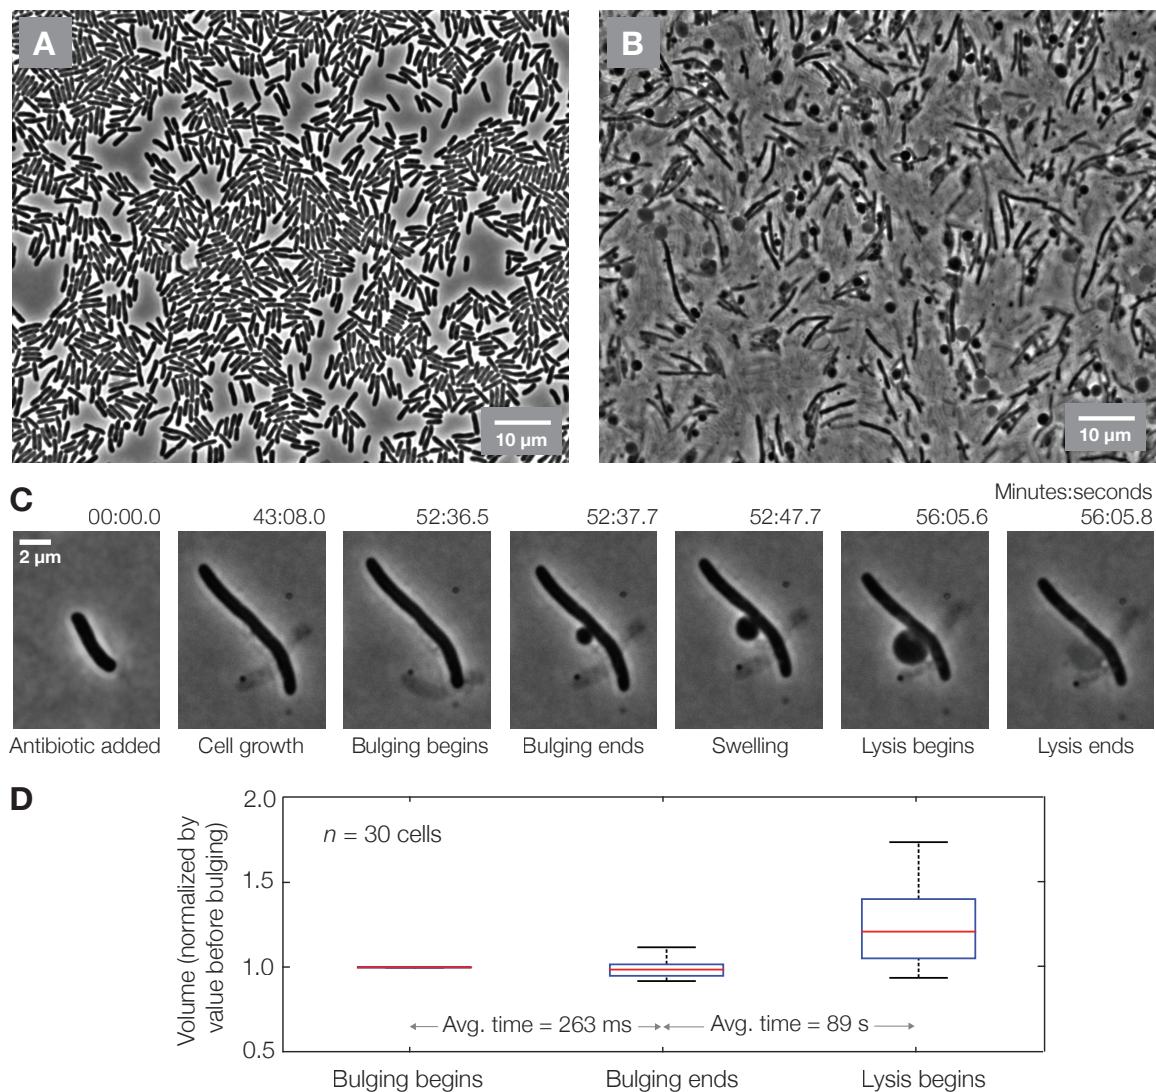 A
B
10 µm
10 µm
C
Minutes:seconds
00:00.0
43:08.0
52:36.5
52:37.7
52:47.7
56:05.6
56:05.8
2 µm
Antibiotic added
Cell growth
Bulging begins
Bulging ends
Swelling
Lysis begins
Lysis ends
D
Volume (normalized by
value before bulging)
2.0
1.5
1.0
0.5
n = 30 cells
Avg. time = 263 ms
Avg. time = 89 s
Bulging begins
Bulging ends
Lysis begins